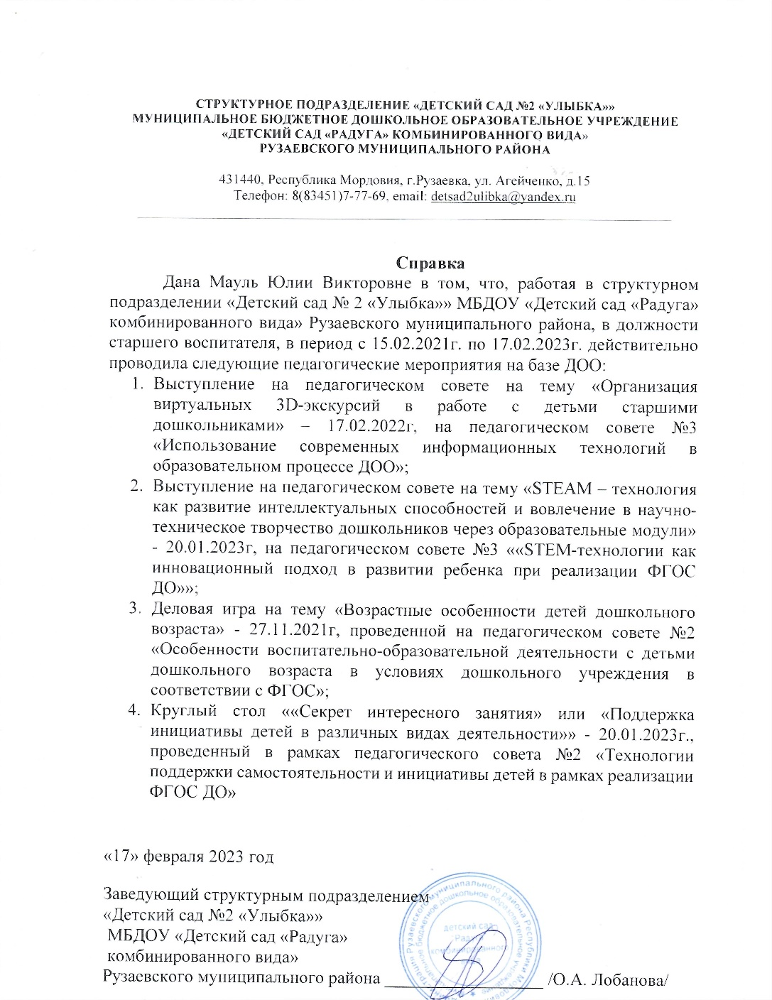 СТРУКТУРНОЕ ПОДРАЗДЕЛЕНИЕ «ДЕТСКИЙ САД №2 «УЛЫБКА»»
МУНИЦИПАЛЬНОЕ БЮДЖЕТНОЕ ДОШКОЛЬНОЕ ОБРАЗОВАТЕЛЬНОЕ УЧРЕЖДЕНИЕ
«ДЕТСКИЙ САД «РАДУГА» КОМБИНИРОВАННОГО ВИДА»
РУЗАЕВСКОГО МУНИЦИПАЛЬНОГО РАЙОНА
431440, Республика Мордовия, г.Рузаевка, ул. Агейченко, д.15
Телефон: 8(83451)7-77-69, email: detsad2ulibka@yandex.ru
Справка
Дана Мауль Юлии Викторовне в том, что, работая в структурном
подразделении «Детский сад № 2 «Улыбка»» МБДОУ «Детский сад «Радуга»
комбинированного вида» Рузаевского муниципального района, в должности
старшего воспитателя, в период с 15.02.2021г. по 17.02.2023г. действительно
проводила следующие педагогические мероприятия на базе ДОО:
1. Выступление на педагогическом совете на тему «Организация
виртуальных 3D-экскурсий в работе с детьми старшими
дошкольниками» – 17.02.2022г, на педагогическом совете №3
«Использование современных информационных технологий в
образовательном процессе ДОО»;
2. Выступление на педагогическом совете на тему «STEAM – технология
как развитие интеллектуальных способностей и вовлечение в научно-
техническое творчество дошкольников через образовательные модули»
- 20.01.2023г, на педагогическом совете №3 ««STEM-технологии как
инновационный подход в развитии ребенка при реализации ФГОС
ДО»»;
3. Деловая игра на тему «Возрастные особенности детей дошкольного
возраста» - 27.11.2021г, проведенной на педагогическом совете №2
«Особенности воспитательно-образовательной деятельности с детьми
дошкольного возраста в условиях дошкольного учреждения в
соответствии с ФГОС»;
4. Круглый стол ««Секрет интересного занятия» или «Поддержка
инициативы детей в различных видах деятельности»» - 20.01.2023г.,
проведенный в рамках педагогического совета №2 «Технологии
поддержки самостоятельности и инициативы детей в рамках реализации
ФГОС ДО»
«17» февраля 2023 год
Заведующий структурным подразделением
«Детский сад №2 «Улыбка»»
МБДОУ «Детский сад «Радуга»
комбинированного вида»
Рузаевского муниципального района /О.А. Лобанова/
Рузаевского муниципального района Республики
бюджетное дошкольное образовательное учреждение
детский сад
Радуга
комбинированного